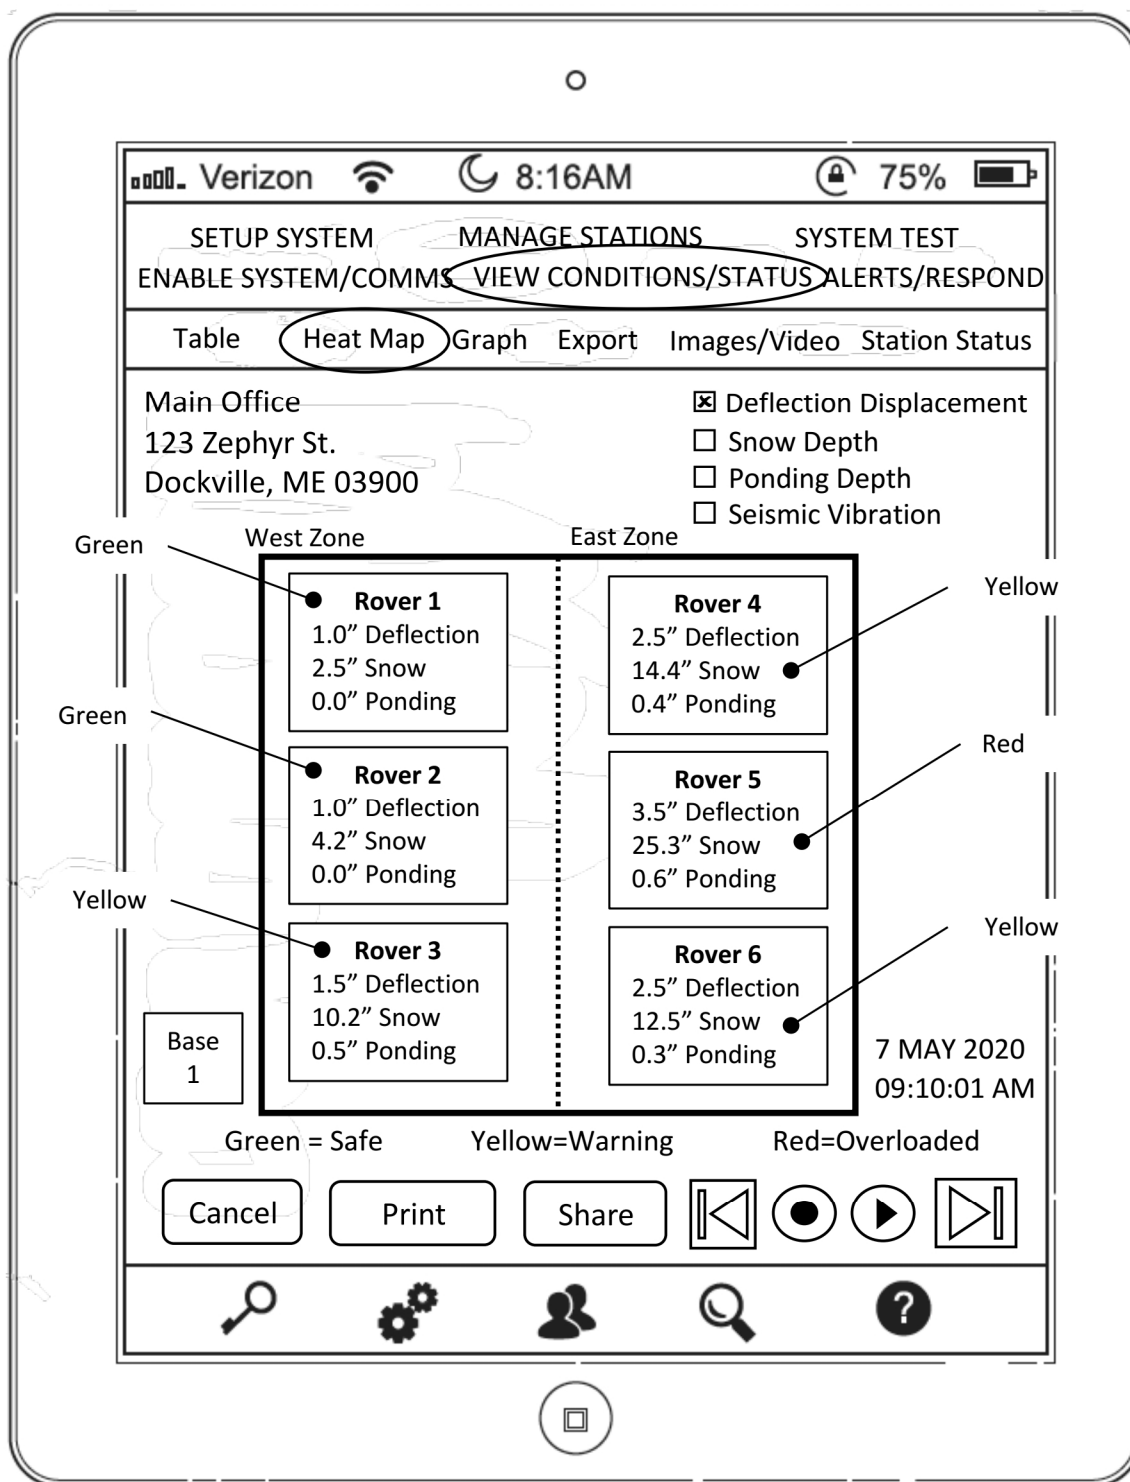 Verizon 8:16AM 75%
SETUP SYSTEM MANAGE STATIONS SYSTEM TEST
ENABLE SYSTEM/COMMS VIEW CONDITIONS/STATUS ALERTS/RESPOND
Table Heat Map Graph Export Images/Video Station Status
Main Office
123 Zephyr St.
Dockville, ME 03900
Deflection Displacement
Snow Depth
Ponding Depth
Seismic Vibration
West Zone
East Zone
Green
Rover 1
1.0” Deflection
2.5” Snow
0.0” Ponding
Green
Rover 2
1.0” Deflection
4.2” Snow
0.0” Ponding
Yellow
Rover 3
1.5” Deflection
10.2” Snow
0.5” Ponding
Yellow
Rover 4
2.5” Deflection
14.4” Snow
0.4” Ponding
Red
Rover 5
3.5” Deflection
25.3” Snow
0.6” Ponding
Yellow
Rover 6
2.5” Deflection
12.5” Snow
0.3” Ponding
Base
1
7 MAY 2020
09:10:01 AM
Green = Safe Yellow=Warning Red=Overloaded
Cancel Print Share
?